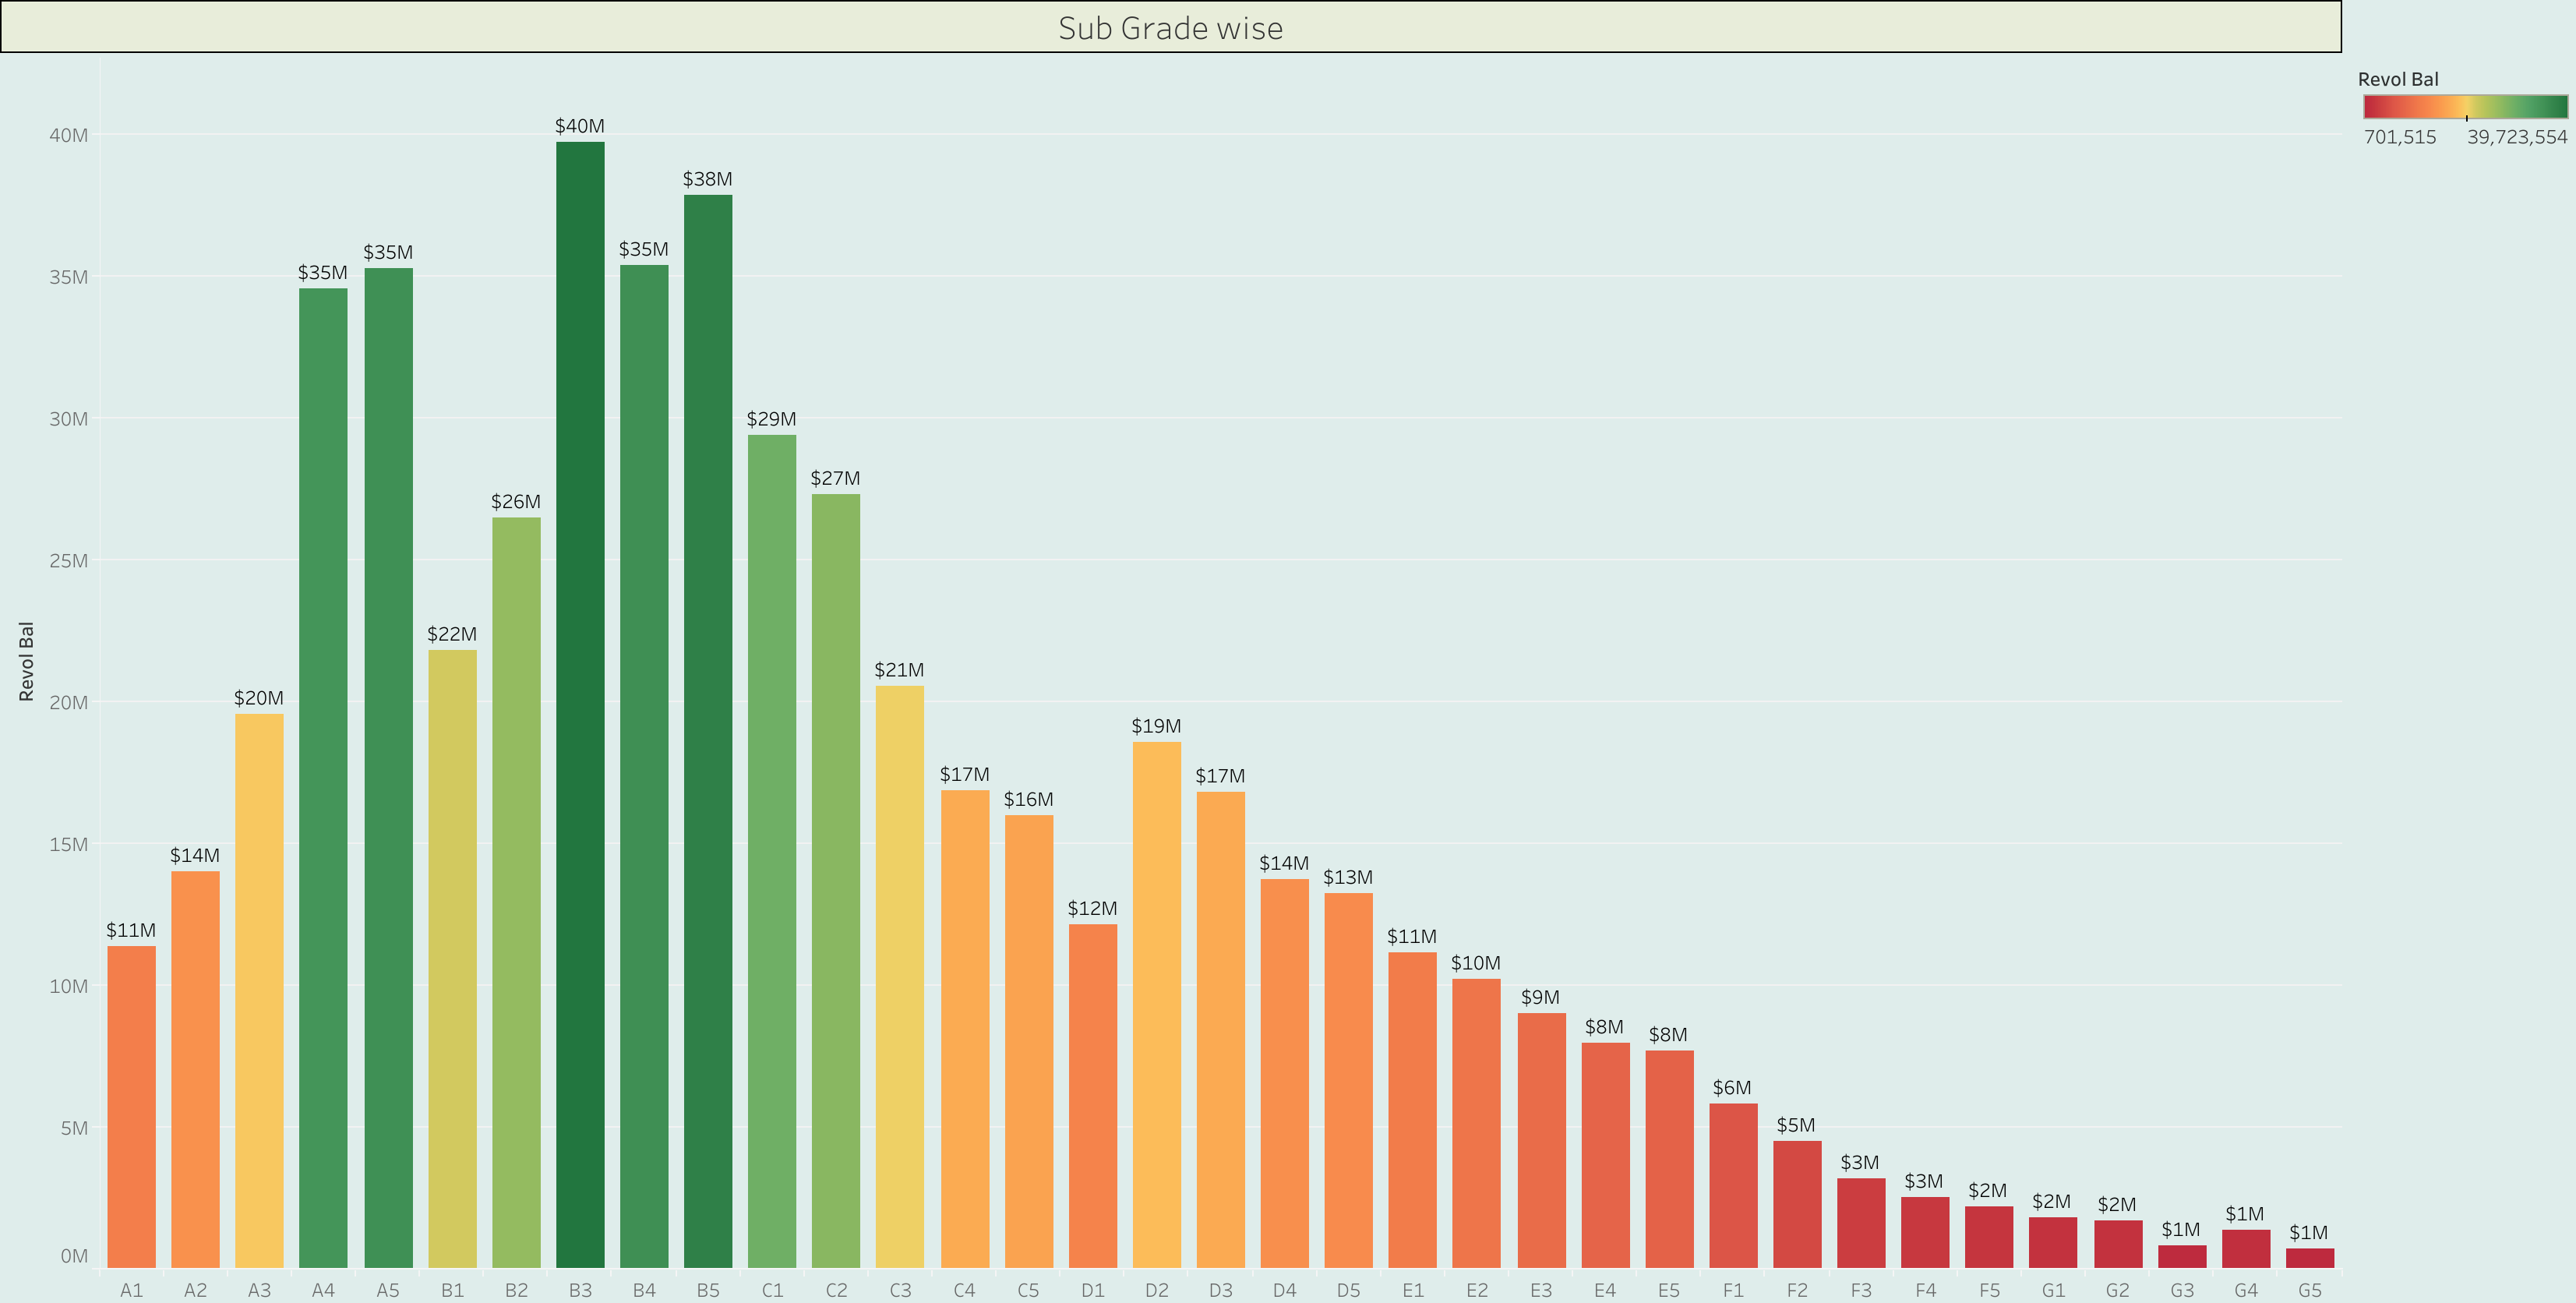 Sub Grade wise
Revol Bal
701,515 39,723,554
Revol Bal
40M
35M
30M
25M
20M
15M
10M
5M
0M
$11M
$14M
$20M
$35M
$35M
$22M
$26M
$40M
$35M
$38M
$29M
$27M
$21M
$17M
$16M
$12M
$19M
$17M
$14M
$13M
$11M
$10M
$9M
$8M
$8M
$6M
$5M
$3M
$3M
$2M
$2M
$2M
$1M
$1M
$1M
A1 A2 A3 A4 A5 B1 B2 B3 B4 B5 C1 C2 C3 C4 C5 D1 D2 D3 D4 D5 E1 E2 E3 E4 E5 F1 F2 F3 F4 F5 G1 G2 G3 G4 G5